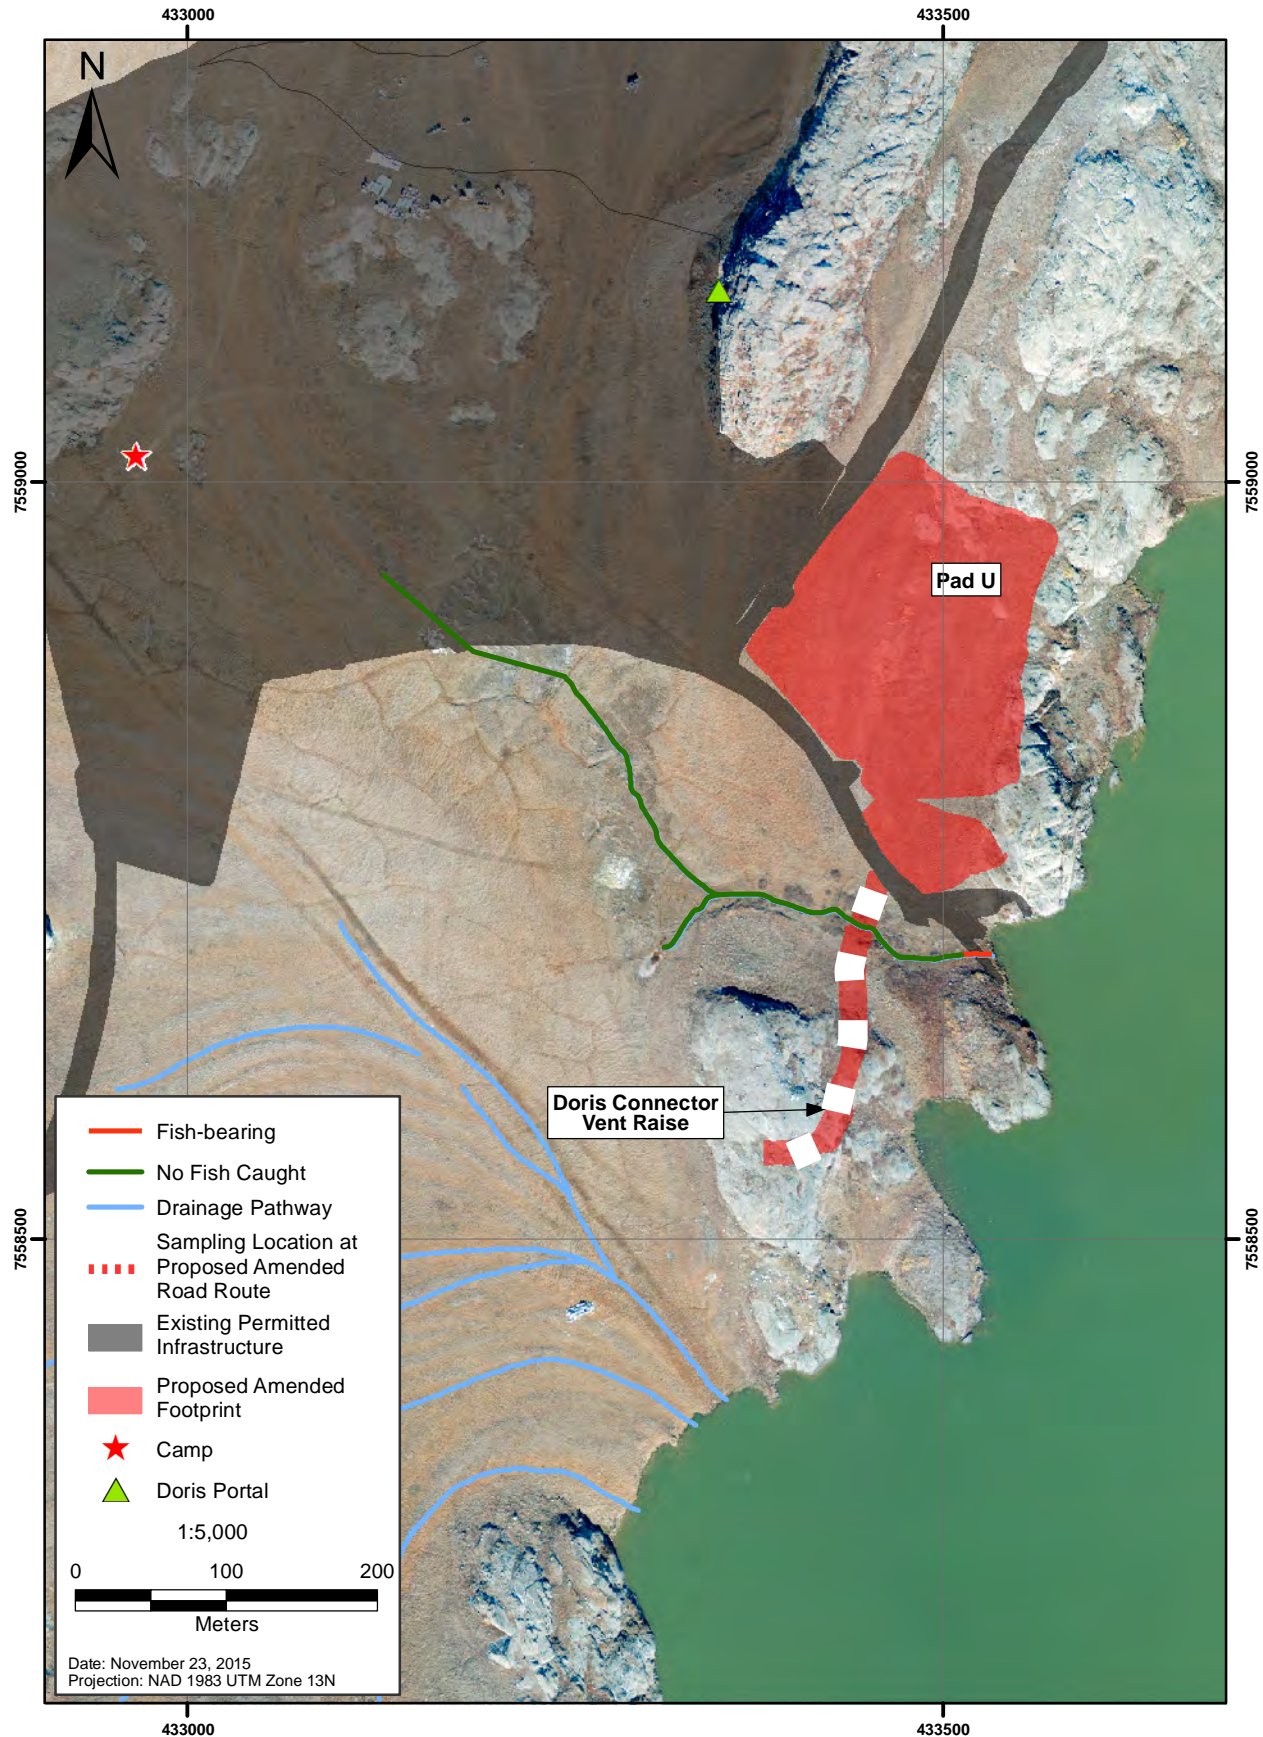 433000
433500
N
7559000
7559000
Pad U
Doris Connector
Vent Raise
7558500
7558500
Fish-bearing
No Fish Caught
Drainage Pathway
Sampling Location at
Proposed Amended
Road Route
Existing Permitted
Infrastructure
Proposed Amended
Footprint
Camp
Doris Portal
1:5,000
0 100 200
Meters
Date: November 23, 2015
Projection: NAD 1983 UTM Zone 13N
433000
433500